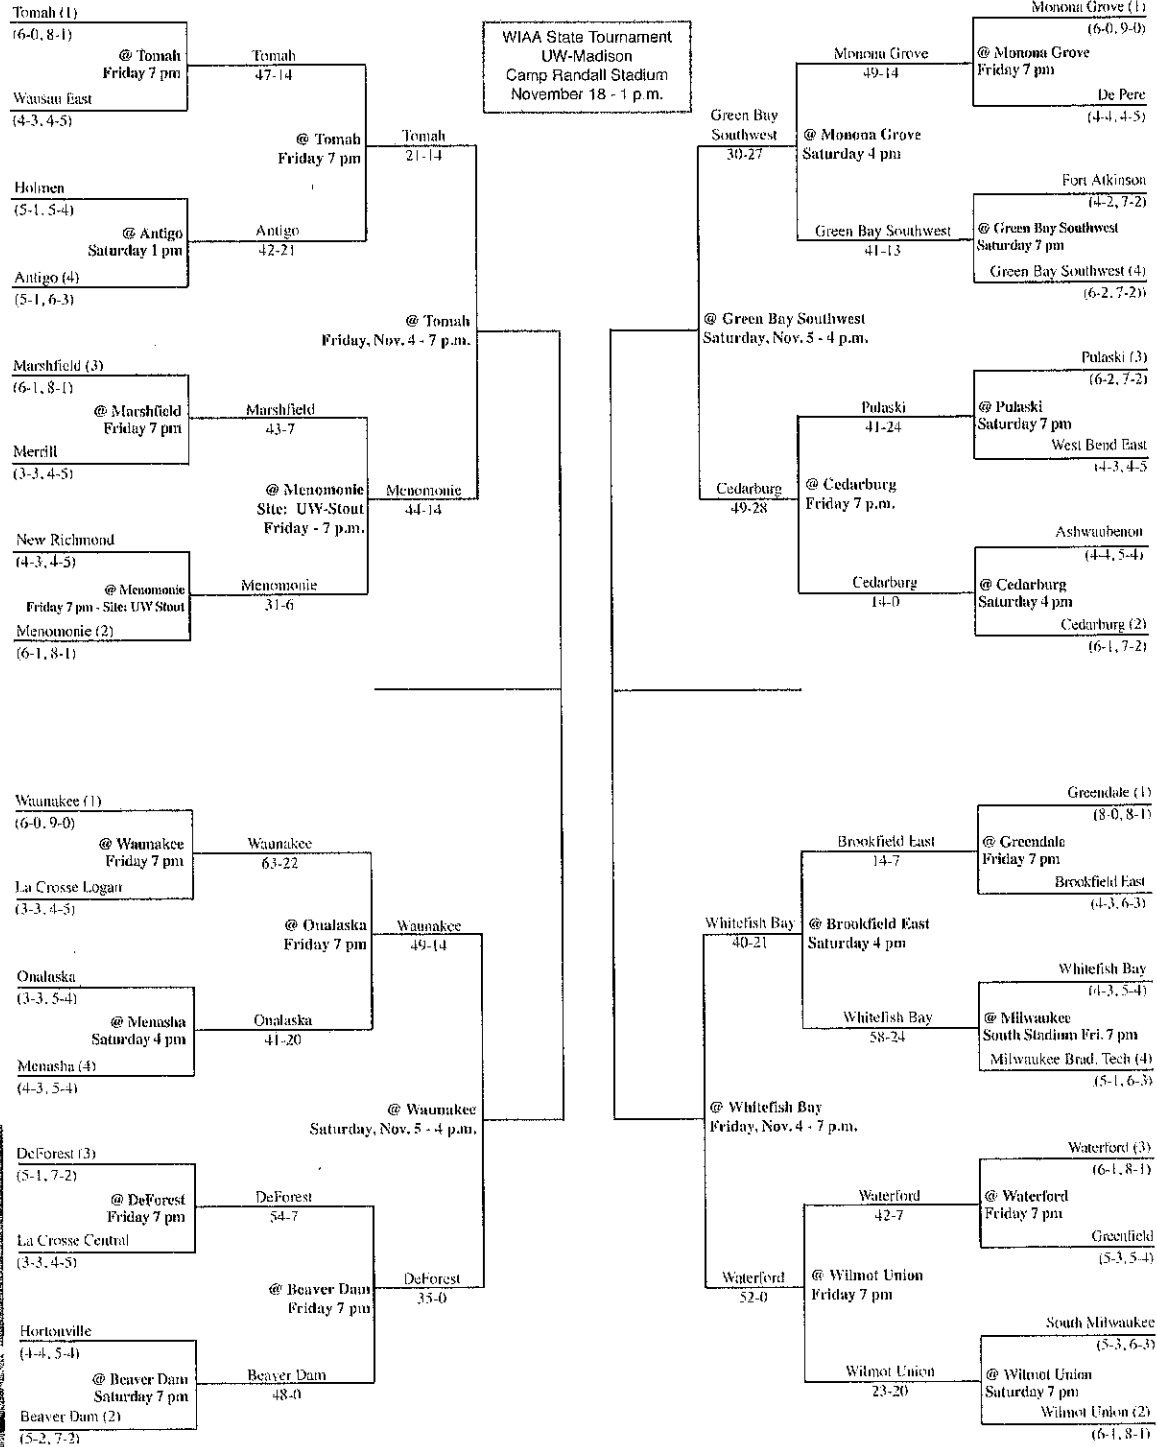 WIAA State Tournament
UW-Madison
Camp Randall Stadium
November 18 - 1 p.m.
Tomah (1)
(6-0, 8-1)
@ Tomah
Friday 7 pm
Wausau East
(4-3, 4-5)
Tomah
47-14
@ Tomah
Friday 7 pm
Holmen
(5-1, 5-4)
@ Antigo
Saturday 1 pm
Antigo (4)
(5-1, 6-3)
Antigo
42-21
Tomah
21-14
@ Tomah
Friday, Nov. 4 - 7 p.m.
Marshfield (3)
(6-1, 8-1)
@ Marshfield
Friday 7 pm
Merrill
(3-3, 4-5)
Marshfield
43-7
@ Menomonie
Site: UW-Stout
Friday - 7 p.m.
Menomonie
44-14
New Richmond
(4-3, 4-5)
@ Menomonie
Friday 7 pm - Site: UW Stout
Menomonie (2)
(6-1, 8-1)
Menomonie
31-6
Waunakee (1)
(6-0, 9-0)
@ Waunakee
Friday 7 pm
La Crosse Logan
(3-3, 4-5)
Waunakee
63-22
@ Onalaska
Friday 7 pm
Waunakee
49-14
Onalaska
(3-3, 5-4)
@ Menasha
Saturday 4 pm
Menasha (4)
(4-3, 5-4)
Onalaska
41-20
@ Waunakee
Saturday, Nov. 5 - 4 p.m.
DeForest (3)
(5-1, 7-2)
@ DeForest
Friday 7 pm
La Crosse Central
(3-3, 4-5)
DeForest
54-7
@ Beaver Dam
Friday 7 pm
DeForest
35-0
Hortonville
(4-4, 5-4)
@ Beaver Dam
Saturday 7 pm
Beaver Dam (2)
(5-2, 7-2)
Beaver Dam
48-0
Monona Grove (1)
(6-0, 9-0)
@ Monona Grove
Friday 7 pm
De Pere
(4-4, 4-5)
Monona Grove
49-14
Green Bay
Southwest
30-27
@ Monona Grove
Saturday 4 pm
Fort Atkinson
(4-2, 7-2)
@ Green Bay Southwest
Saturday 7 pm
Green Bay Southwest (4)
(6-2, 7-2))
Green Bay Southwest
41-13
@ Green Bay Southwest
Saturday, Nov. 5 - 4 p.m.
Pulaski (3)
(6-2, 7-2)
@ Pulaski
Saturday 7 pm
West Bend East
(4-3, 4-5
Pulaski
41-24
Cedarburg
49-28
@ Cedarburg
Friday 7 p.m.
Ashwaubenon
(4-4, 5-4)
@ Cedarburg
Saturday 4 pm
Cedarburg (2)
(6-1, 7-2)
Cedarburg
14-0
Greendale (1)
(8-0, 8-1)
@ Greendale
Friday 7 pm
Brookfield East
(4-3, 6-3)
Brookfield East
14-7
Whitefish Bay
40-21
@ Brookfield East
Saturday 4 pm
Whitefish Bay
(4-3, 5-4)
@ Milwaukee
South Stadium Fri. 7 pm
Milwaukee Brad. Tech (4)
(5-1, 6-3)
Whitefish Bay
58-24
@ Whitefish Bay
Friday, Nov. 4 - 7 p.m.
Waterford (3)
(6-1, 8-1)
@ Waterford
Friday 7 pm
Greenfield
(5-3, 5-4)
Waterford
42-7
Waterford
52-0
@ Wilmot Union
Friday 7 pm
South Milwaukee
(5-3, 6-3)
@ Wilmot Union
Saturday 7 pm
Wilmot Union (2)
(6-1, 8-1)
Wilmot Union
23-20